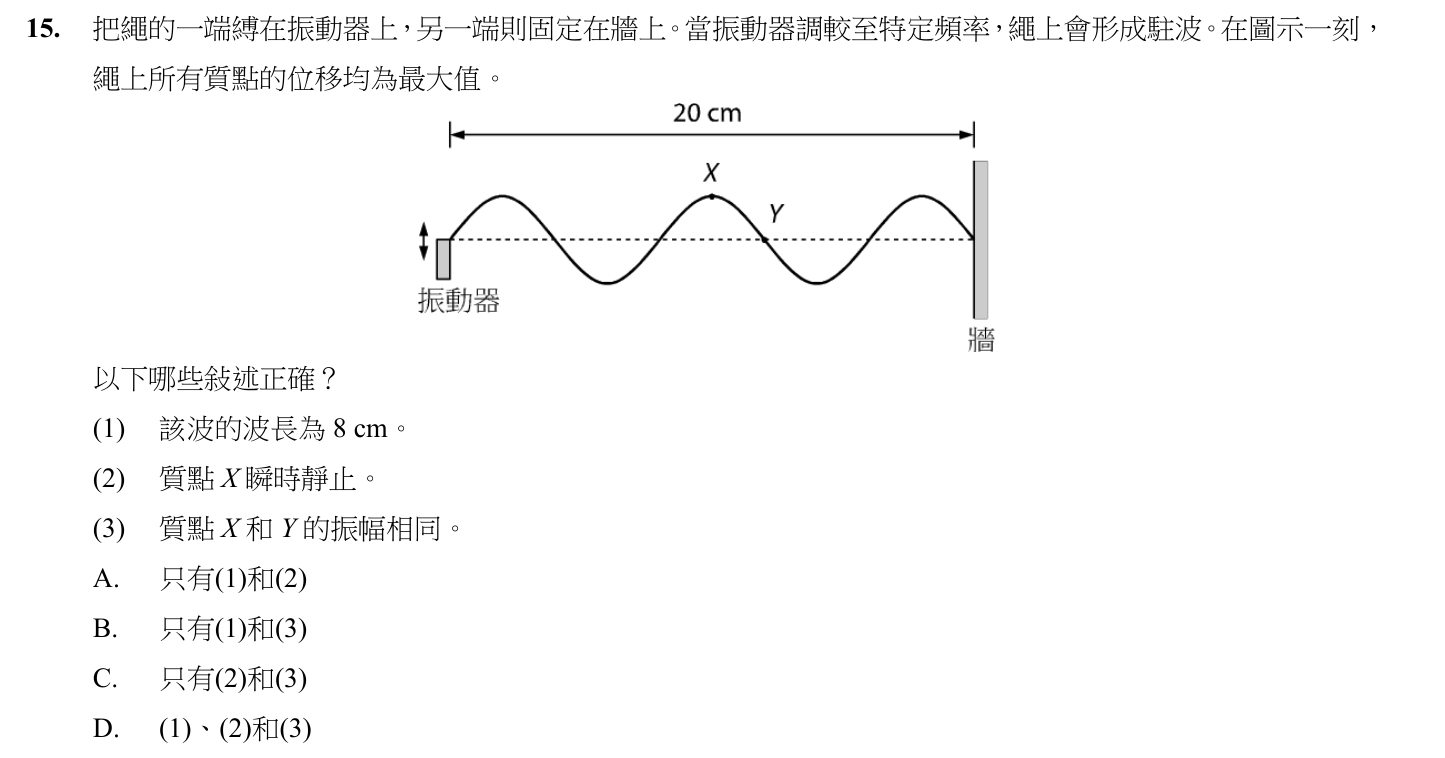 15. 把繩的一端縛在振動器上，另一端則固定在牆上。當振動器調較至特定頻率，繩上會形成駐波。在圖示一刻，
繩上所有質點的位移均為最大值。
20 cm
X
Y
振動器
牆
以下哪些敍述正確？
(1) 該波的波長為 8 cm。
(2) 質點 X 瞬時靜止。
(3) 質點 X 和 Y 的振幅相同。
A. 只有(1)和(2)
B. 只有(1)和(3)
C. 只有(2)和(3)
D. (1)、(2)和(3)